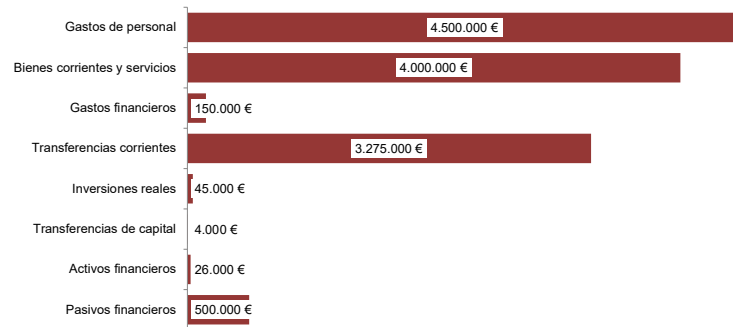 Gastos de personal 4.500.000 €
Bienes corrientes y servicios 4.000.000 €
Gastos financieros 150.000 €
Transferencias corrientes 3.275.000 €
Inversiones reales 45.000 €
Transferencias de capital 4.000 €
Activos financieros 26.000 €
Pasivos financieros 500.000 €